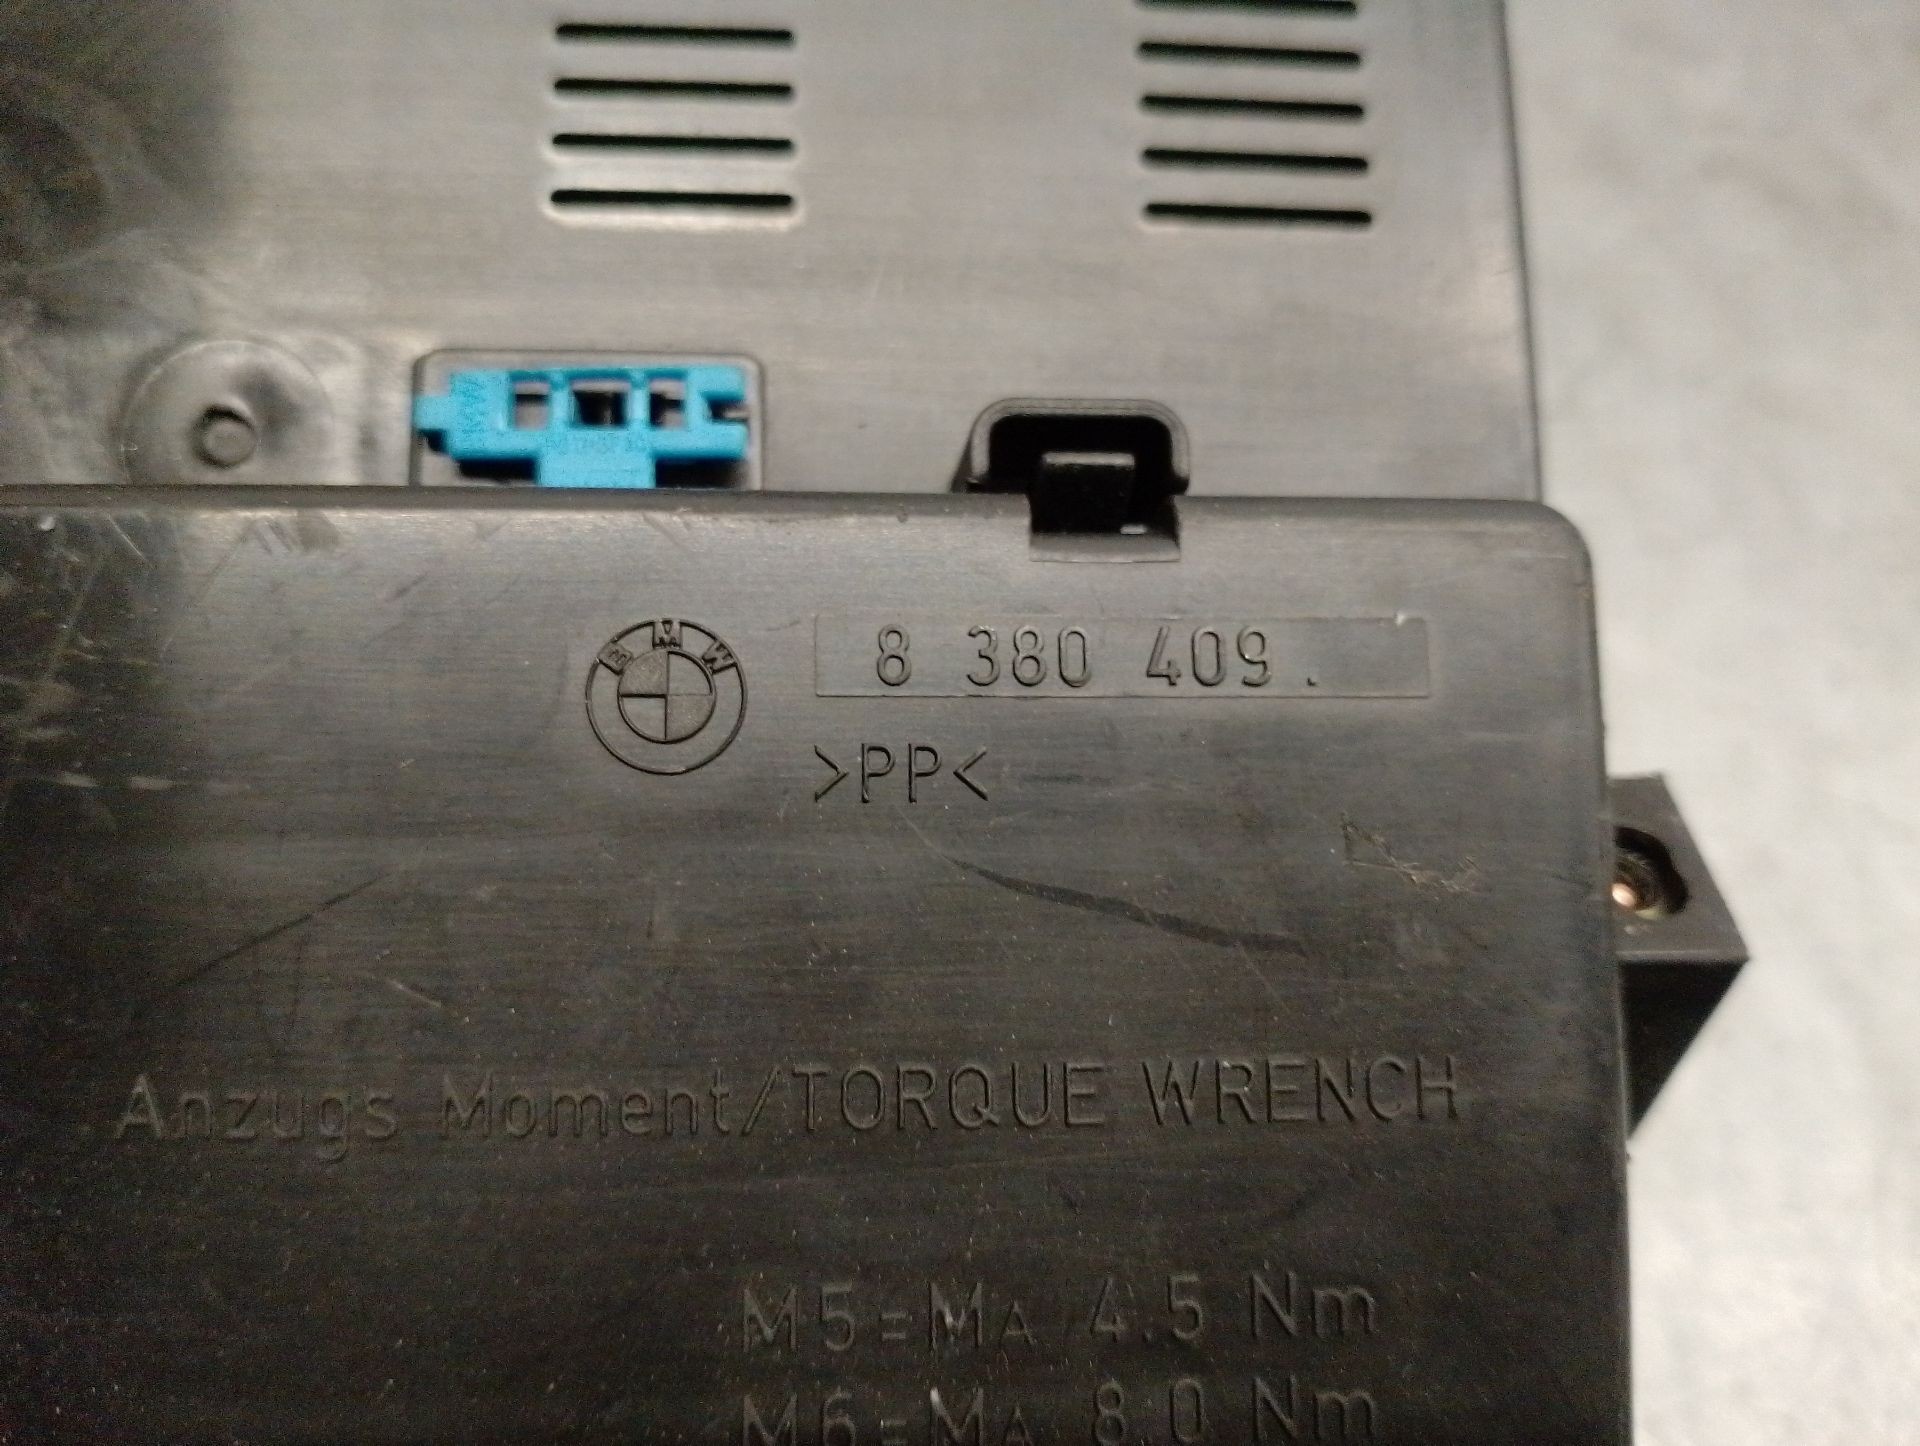 BMW
8 380 409.
>PP<
Anzugs Moment/TORQUE WRENCH
M5=MA 4.5 Nm
M6=MA 8.0 Nm